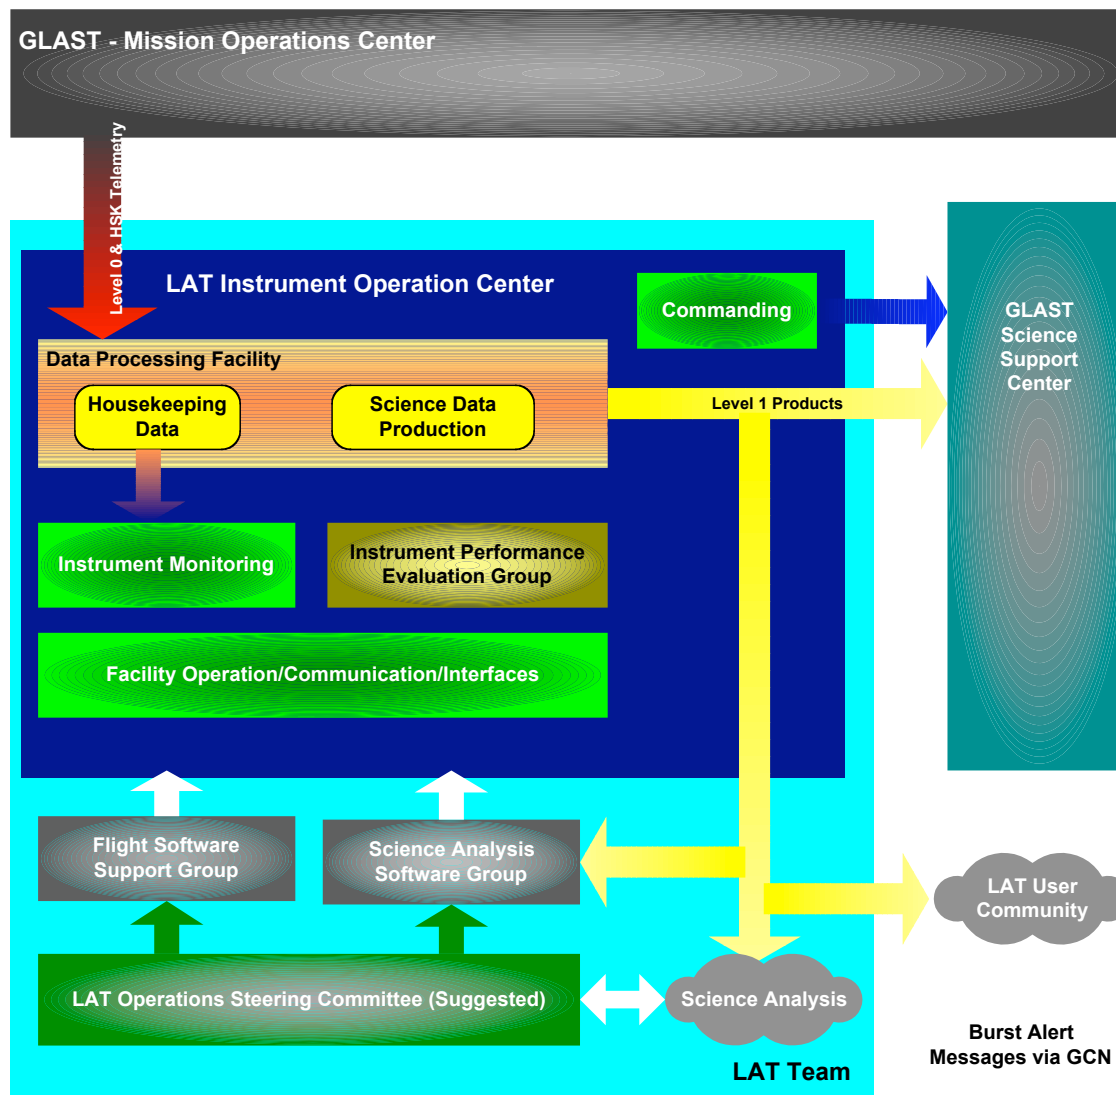 GLAST - Mission Operations Center
Level 0 & HSK Telemetry
LAT Instrument Operation Center
Commanding
GLAST
Science
Support
Center
Data Processing Facility
Housekeeping
Data
Science Data
Production
Level 1 Products
Instrument Monitoring
Instrument Performance
Evaluation Group
Facility Operation/Communication/Interfaces
Flight Software
Support Group
Science Analysis
Software Group
LAT User
Community
LAT Operations Steering Committee (Suggested)
Science Analysis
Burst Alert
Messages via GCN
LAT Team